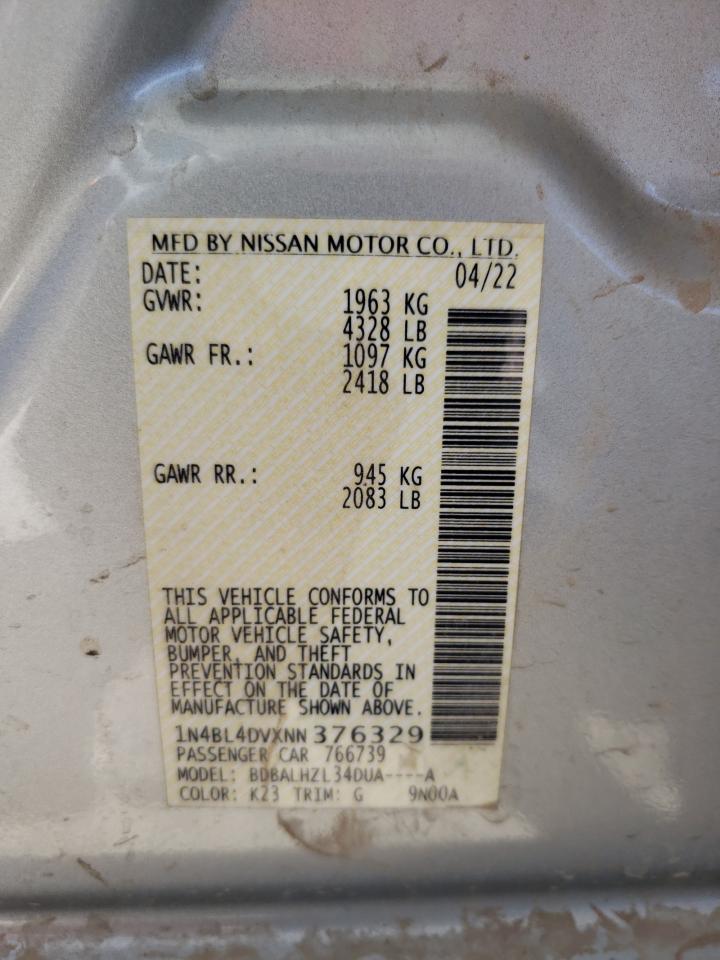 MFD BY NISSAN MOTOR CO., LTD.
DATE: 04/22
GVWR: 1963 KG
4328 LB
GAWR FR.: 1097 KG
2418 LB
GAWR RR.: 945 KG
2083 LB
THIS VEHICLE CONFORMS TO
ALL APPLICABLE FEDERAL
MOTOR VEHICLE SAFETY,
BUMPER, AND THEFT
PREVENTION STANDARDS IN
EFFECT ON THE DATE OF
MANUFACTURE SHOWN ABOVE.
1N4BL4DVXNN376329
PASSENGER CAR 766739
MODEL: BDBALHZL34DUA----A
COLOR: K23 TRIM: G 9N00A